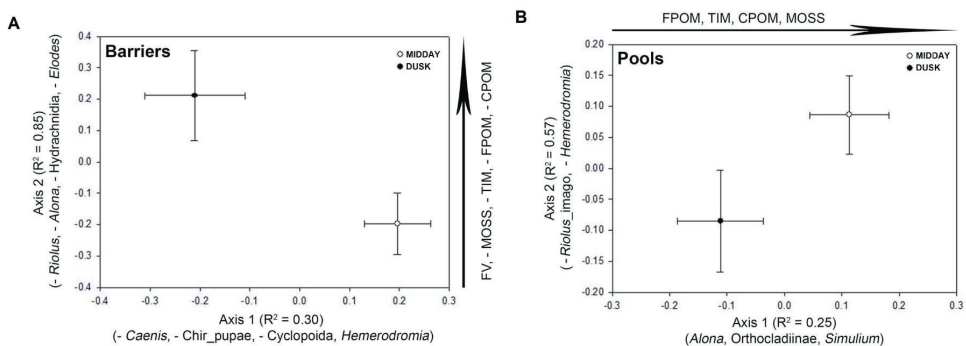 A
Barriers
MIDDAY
DUSK
0.4
0.3
0.2
0.1
0.0
-0.1
-0.2
-0.3
-0.4
-0.4
-0.3
-0.2
-0.1
0.0
0.1
0.2
0.3
Axis 2 (R² = 0.85)
(- Riolus, - Alona, - Hydrachnidia, - Elodes)
Axis 1 (R² = 0.30)
(- Caenis, - Chir_pupae, - Cyclopoida, Hemerodromia)
FV, - MOSS, - TIM, - FPOM, - CPOM
B
FPOM, TIM, CPOM, MOSS
Pools
MIDDAY
DUSK
0.20
0.15
0.10
0.05
0.00
-0.05
-0.10
-0.15
-0.20
-0.3
-0.2
-0.1
0.0
0.1
0.2
0.3
Axis 2 (R² = 0.57)
(- Riolus_imago, - Hemerodromia)
Axis 1 (R² = 0.25)
(Alona, Orthocladiinae, Simulium)